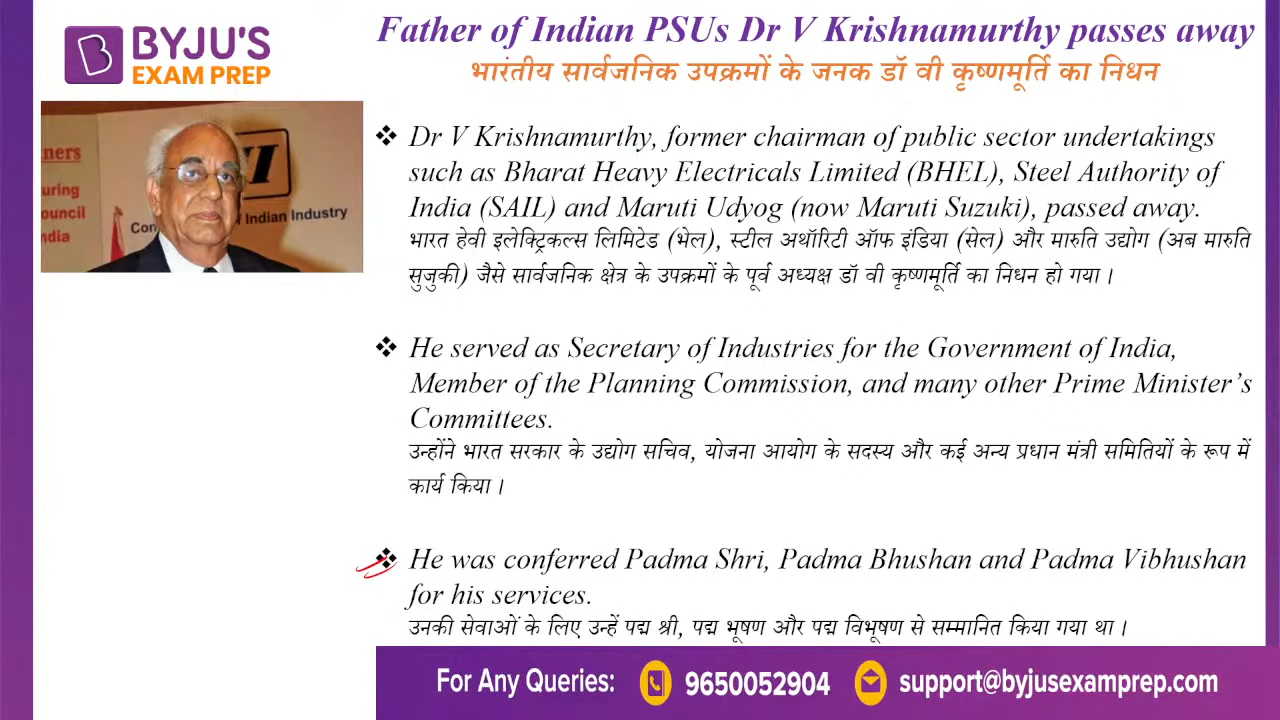 BYJU'S
EXAM PREP
Father of Indian PSUs Dr V Krishnamurthy passes away
भारंतीय सार्वजनिक उपक्रमों के जनक डॉ वी कृष्णमूर्ति का निधन
ners
uring
ouncil
ndia
Con
f Indian Industry
❖ Dr V Krishnamurthy, former chairman of public sector undertakings
such as Bharat Heavy Electricals Limited (BHEL), Steel Authority of
India (SAIL) and Maruti Udyog (now Maruti Suzuki), passed away.
भारत हेवी इलेक्ट्रिकल्स लिमिटेड (भेल), स्टील अथॉरिटी ऑफ इंडिया (सेल) और मारुति उद्योग (अब मारुति
सुजुकी) जैसे सार्वजनिक क्षेत्र के उपक्रमों के पूर्व अध्यक्ष डॉ वी कृष्णमूर्ति का निधन हो गया।
❖ He served as Secretary of Industries for the Government of India,
Member of the Planning Commission, and many other Prime Minister's
Committees.
उन्होंने भारत सरकार के उद्योग सचिव, योजना आयोग के सदस्य और कई अन्य प्रधान मंत्री समितियों के रूप में
कार्य किया।
❖ He was conferred Padma Shri, Padma Bhushan and Padma Vibhushan
for his services.
उनकी सेवाओं के लिए उन्हें पद्म श्री, पद्म भूषण और पद्म विभूषण से सम्मानित किया गया था।
For Any Queries: 9650052904 support@byjusexamprep.com